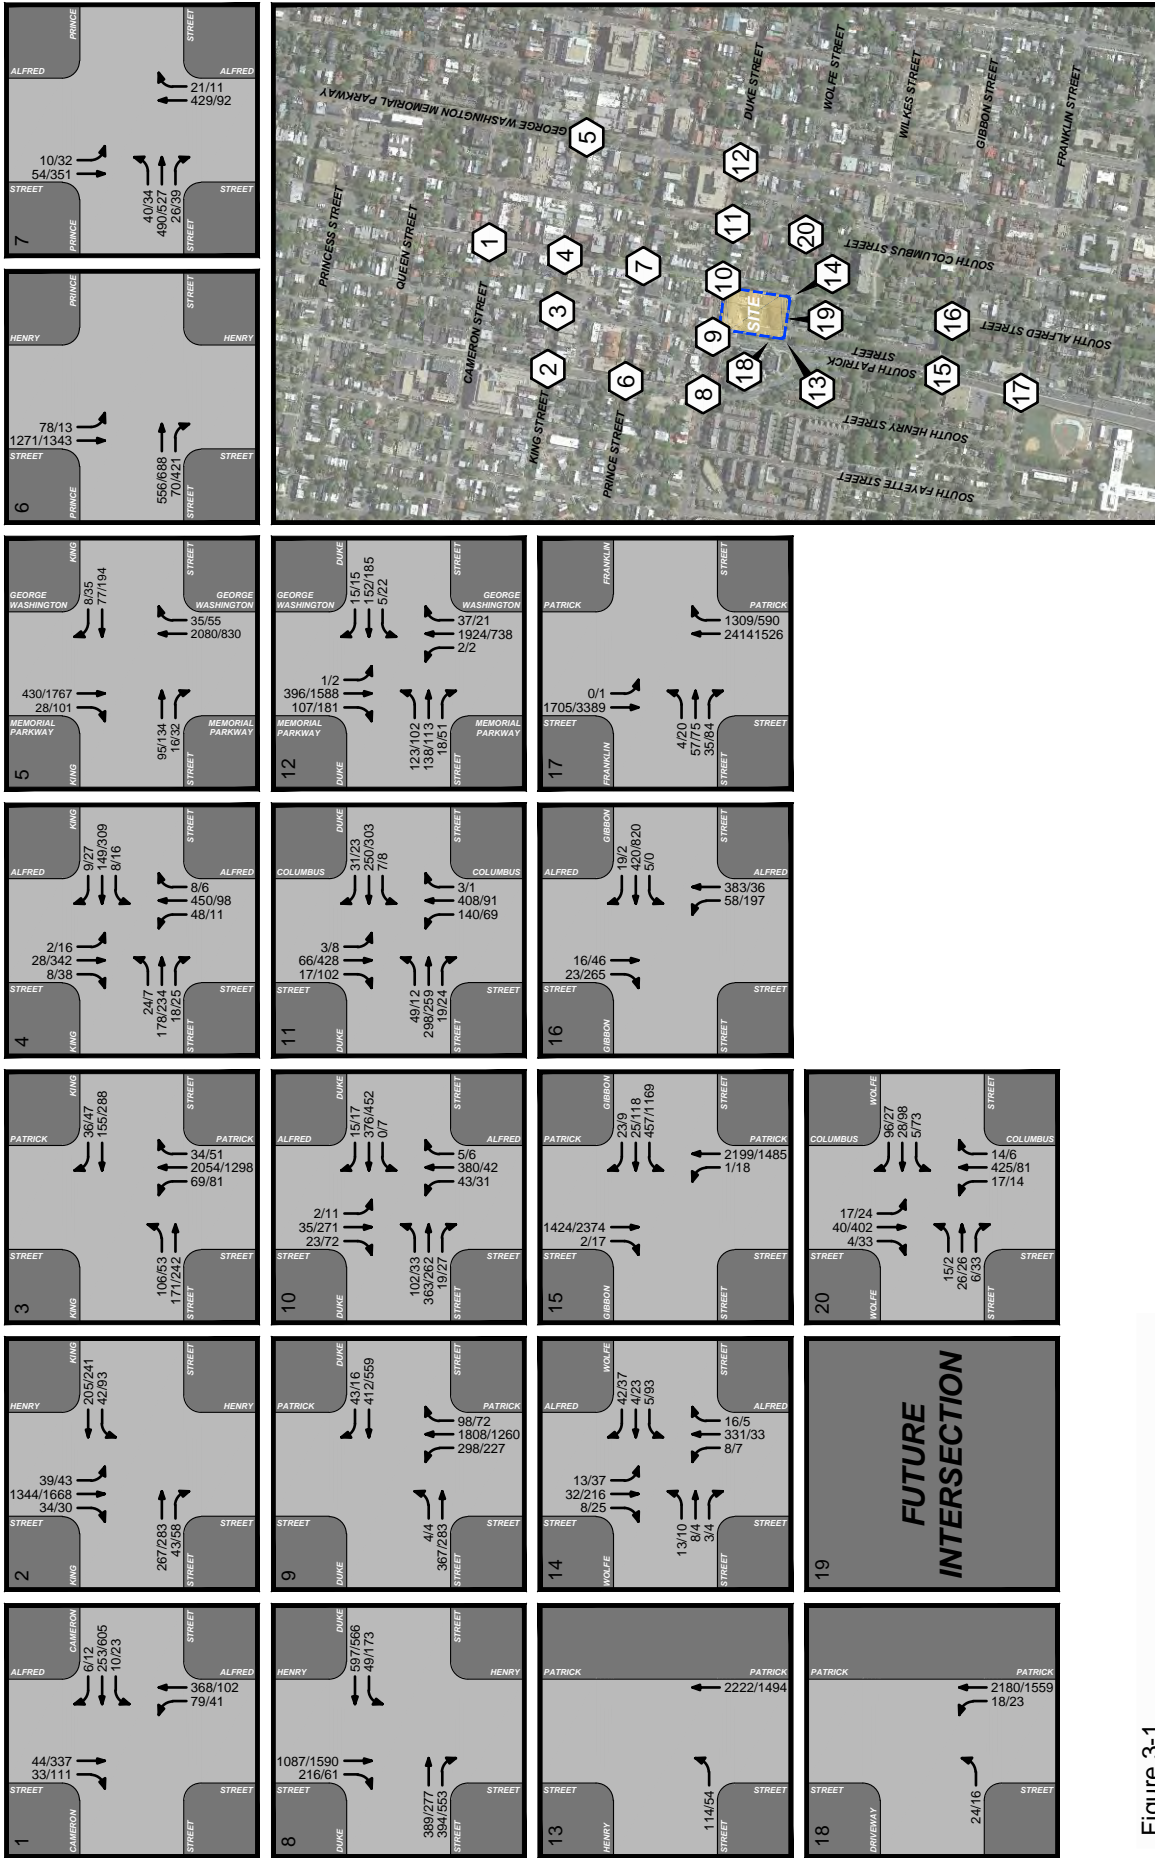 1
CAMERON
STREET
ALFRED
CAMERON
STREET
ALFRED
STREET
44/337
33/111
6/12
253/605
10/23
368/102
79/41
2
KING
STREET
HENRY
KING
STREET
HENRY
STREET
39/43
1344/1668
34/30
205/241
42/93
267/283
43/58
3
KING
STREET
PATRICK
KING
STREET
PATRICK
STREET
36/47
155/288
106/53
171/242
34/51
2054/1298
69/81
4
KING
STREET
ALFRED
KING
STREET
ALFRED
STREET
2/16
28/342
8/38
9/27
149/309
8/16
24/7
178/234
18/25
8/6
450/98
48/11
5
KING
MEMORIAL
PARKWAY
GEORGE
WASHINGTON
KING
STREET
GEORGE
WASHINGTON
STREET
MEMORIAL
PARKWAY
430/1767
28/101
8/35
77/194
95/134
16/32
35/55
2080/830
6
PRINCE
STREET
HENRY
PRINCE
STREET
HENRY
STREET
78/13
1271/1343
556/688
70/421
7
PRINCE
STREET
ALFRED
PRINCE
STREET
ALFRED
STREET
10/32
54/351
40/34
490/527
26/39
21/11
429/92
8
DUKE
STREET
HENRY
DUKE
STREET
HENRY
STREET
1087/1590
216/61
597/566
49/173
389/277
394/553
9
DUKE
STREET
PATRICK
DUKE
STREET
PATRICK
STREET
43/16
412/559
4/4
367/283
98/72
1808/1260
298/227
10
DUKE
STREET
ALFRED
DUKE
STREET
ALFRED
STREET
2/11
35/271
23/72
15/17
376/452
0/7
102/33
363/262
19/27
5/6
380/42
43/31
11
DUKE
STREET
COLUMBUS
DUKE
STREET
COLUMBUS
STREET
3/8
66/428
17/102
31/23
250/303
7/8
49/12
298/259
19/24
3/1
408/91
140/69
12
DUKE
MEMORIAL
PARKWAY
GEORGE
WASHINGTON
DUKE
STREET
GEORGE
WASHINGTON
STREET
MEMORIAL
PARKWAY
1/2
396/1588
107/181
15/15
152/185
5/22
123/102
138/113
18/51
37/21
1924/738
2/2
13
HENRY
STREET
PATRICK
PATRICK
STREET
114/54
2222/1494
14
WOLFE
STREET
ALFRED
WOLFE
STREET
ALFRED
STREET
13/37
32/216
8/25
42/37
4/23
5/93
13/10
8/4
3/4
16/5
331/33
8/7
15
GIBBON
STREET
PATRICK
GIBBON
STREET
PATRICK
STREET
1424/2374
2/17
23/9
25/118
457/1169
2199/1485
1/18
16
GIBBON
STREET
ALFRED
GIBBON
STREET
ALFRED
STREET
16/46
23/265
19/2
420/820
5/0
383/36
58/197
17
FRANKLIN
STREET
PATRICK
FRANKLIN
STREET
PATRICK
STREET
0/1
1705/3389
4/20
57/75
35/84
1309/590
24141526
18
DRIVEWAY
STREET
PATRICK
PATRICK
24/16
2180/1559
18/23
19
FUTURE
INTERSECTION
20
WOLFE
STREET
COLUMBUS
WOLFE
STREET
COLUMBUS
STREET
17/24
40/402
4/33
96/27
28/98
5/73
15/2
26/26
6/33
14/6
425/81
17/14
PRINCESS STREET
QUEEN STREET
CAMERON STREET
KING STREET
PRINCE STREET
GEORGE WASHINGTON MEMORIAL PARKWAY
DUKE STREET
WOLFE STREET
WILKES STREET
GIBBON STREET
FRANKLIN STREET
SOUTH COLUMBUS STREET
SOUTH ALFRED STREET
SOUTH PATRICK
STREET
SOUTH HENRY STREET
SOUTH FAYETTE STREET
SITE
1
2
3
4
5
6
7
8
9
10
11
12
13
14
15
16
17
18
19
20
Figure 3-1